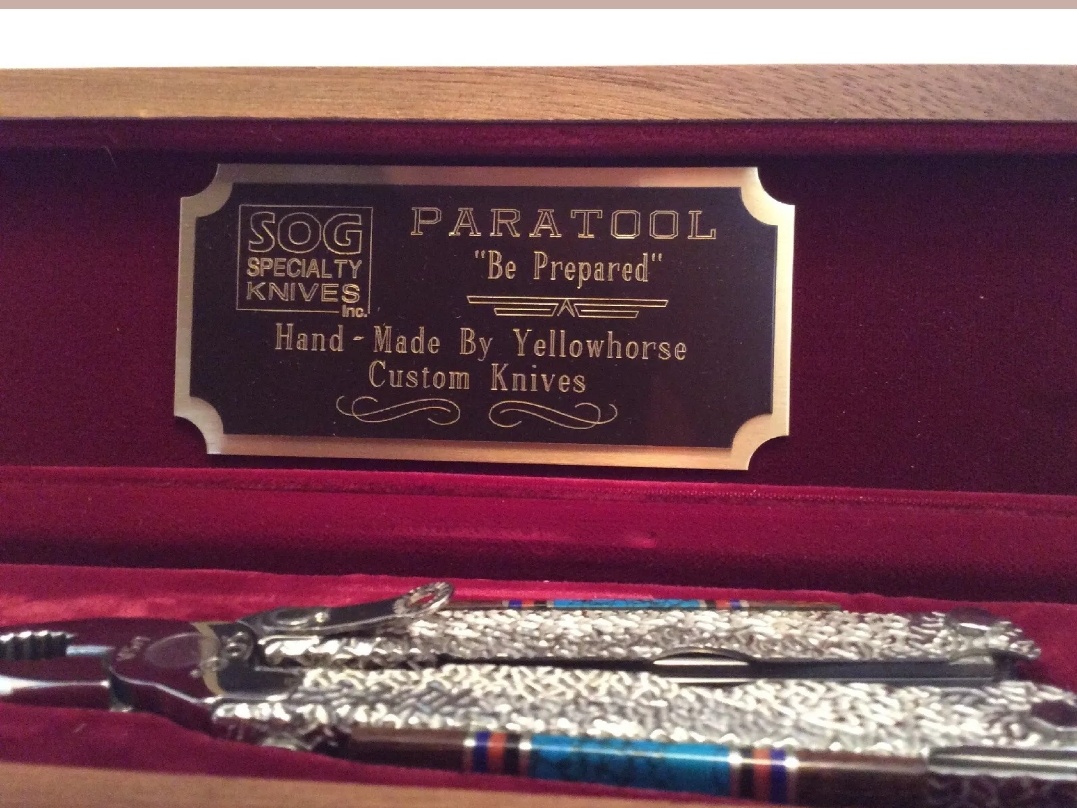 SOG
SPECIALTY
KNIVES
Inc.
PARATOOL
"Be Prepared"
Hand-Made By Yellowhorse
Custom Knives